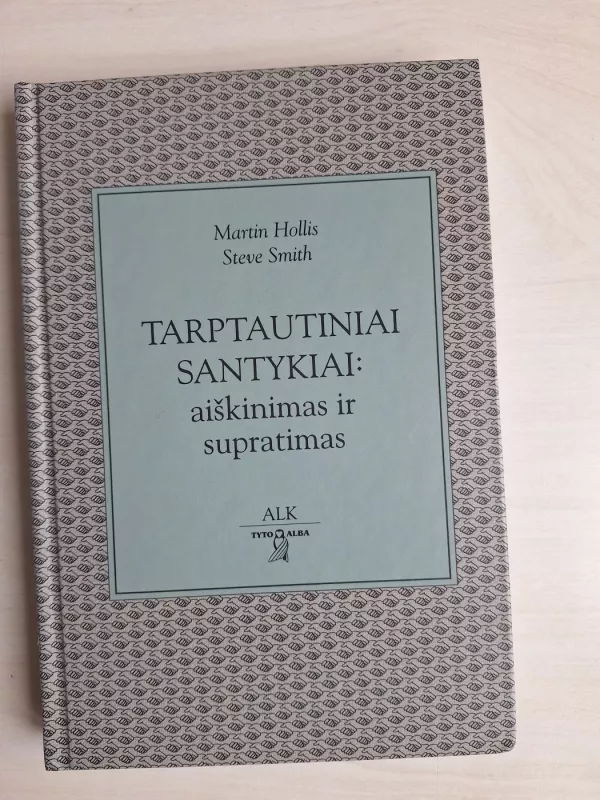 Martin Hollis
Steve Smith
TARPTAUTINIAI
SANTYKIAI:
aiškinimas ir
supratimas
ALK
TYTO ALBA